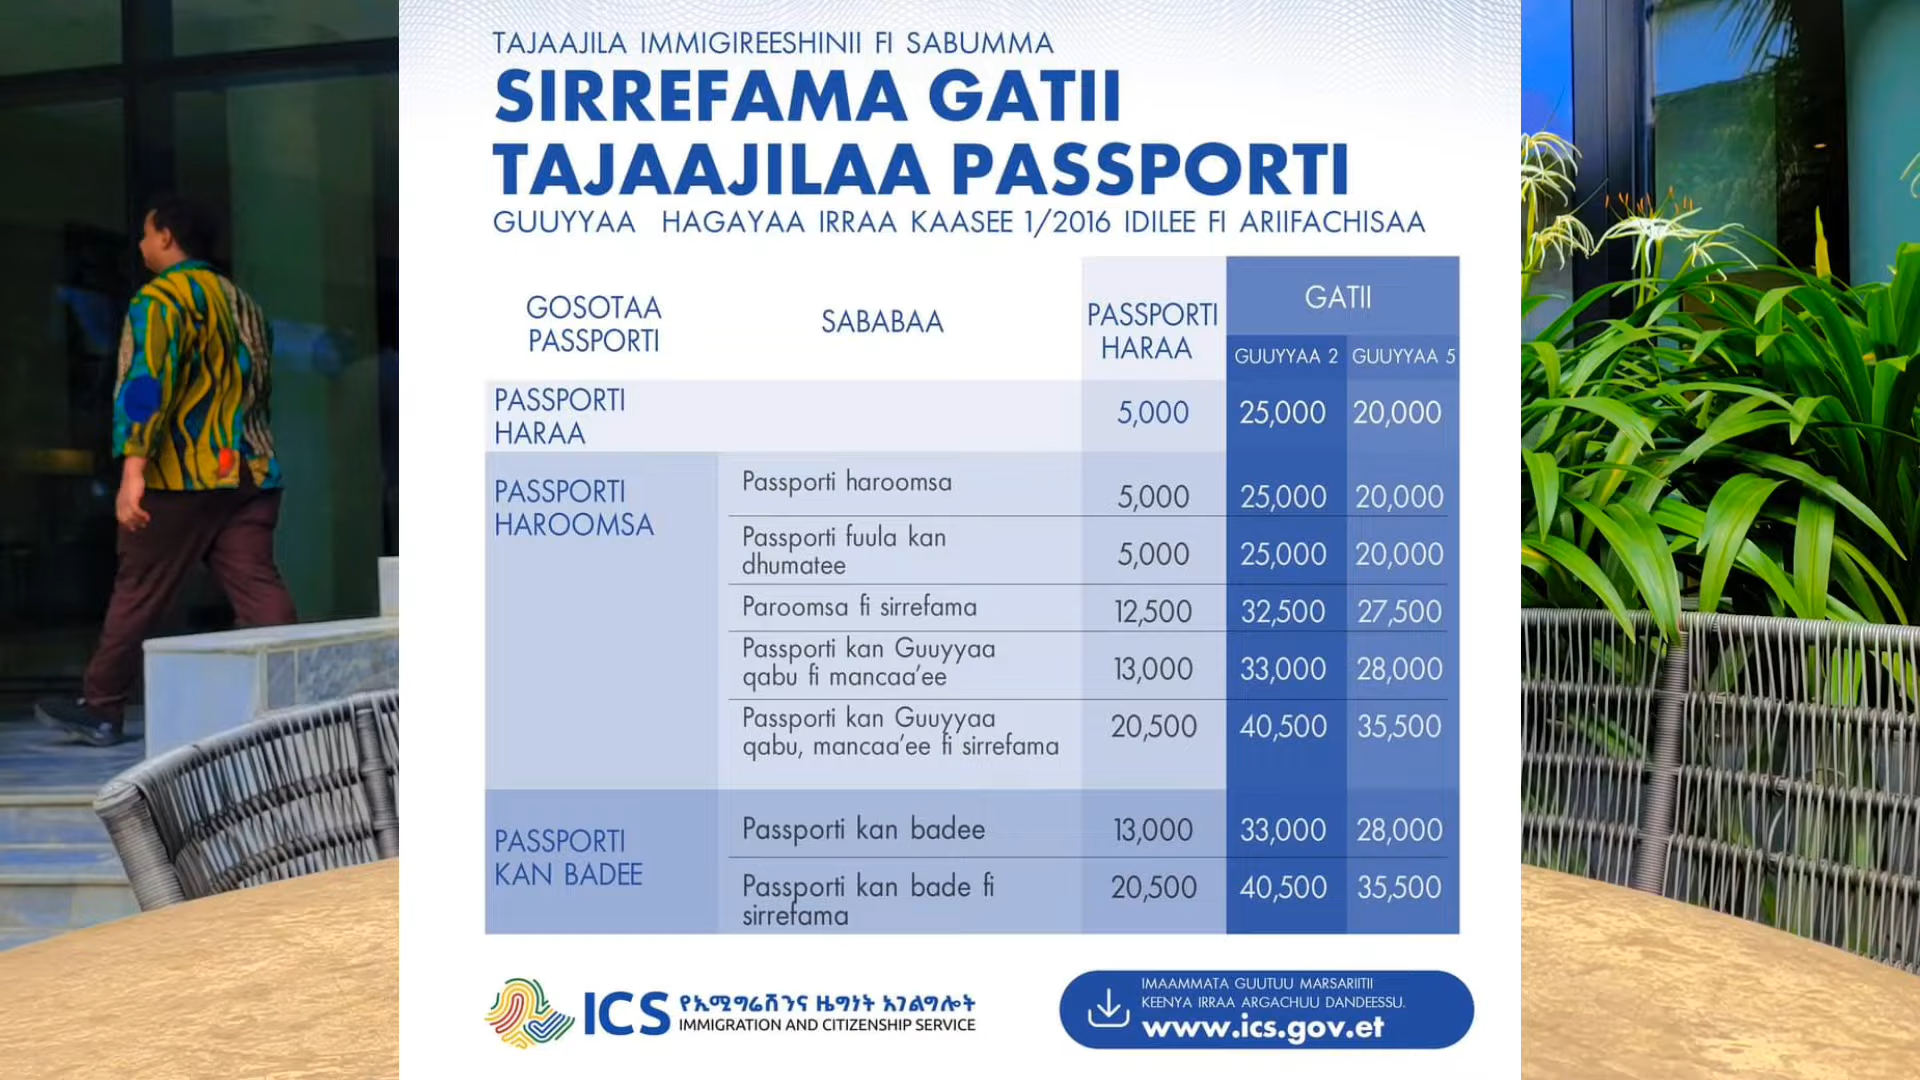 TAJAAJILA IMMIGIREESHINII FI SABUMMA
SIRREFAMA GATII
TAJAAJILAA PASSPORTI
GUUYYAA HAGAYAA IRRAA KAASEE 1/2016 IDILEE FI ARIIFACHISAA
GOSOTAA
PASSPORTI
SABABAA
PASSPORTI
HARAA
GATII
GUUYYAA 2 GUUYYAA 5
PASSPORTI
HARAA
5,000 25,000 20,000
PASSPORTI
HAROOMSA
Passporti haroomsa
5,000 25,000 20,000
Passporti fuula kan
dhumatee
5,000 25,000 20,000
Paroomsa fi sirrefama
12,500 32,500 27,500
Passporti kan Guuyyaa
qabu fi mancaa'ee
13,000 33,000 28,000
Passporti kan Guuyyaa
qabu, mancaa'ee fi sirrefama
20,500 40,500 35,500
PASSPORTI
KAN BADEE
Passporti kan badee
13,000 33,000 28,000
Passporti kan bade fi
sirrefama
20,500 40,500 35,500
ICS
የኢሚግሬሽንና ዜግነት አገልግሎት
IMMIGRATION AND CITIZENSHIP SERVICE
IMAAMMATA GUUTUU MARSARIITII
KEENYA IRRAA ARGACHUU DANDEESSU.
www.ics.gov.et